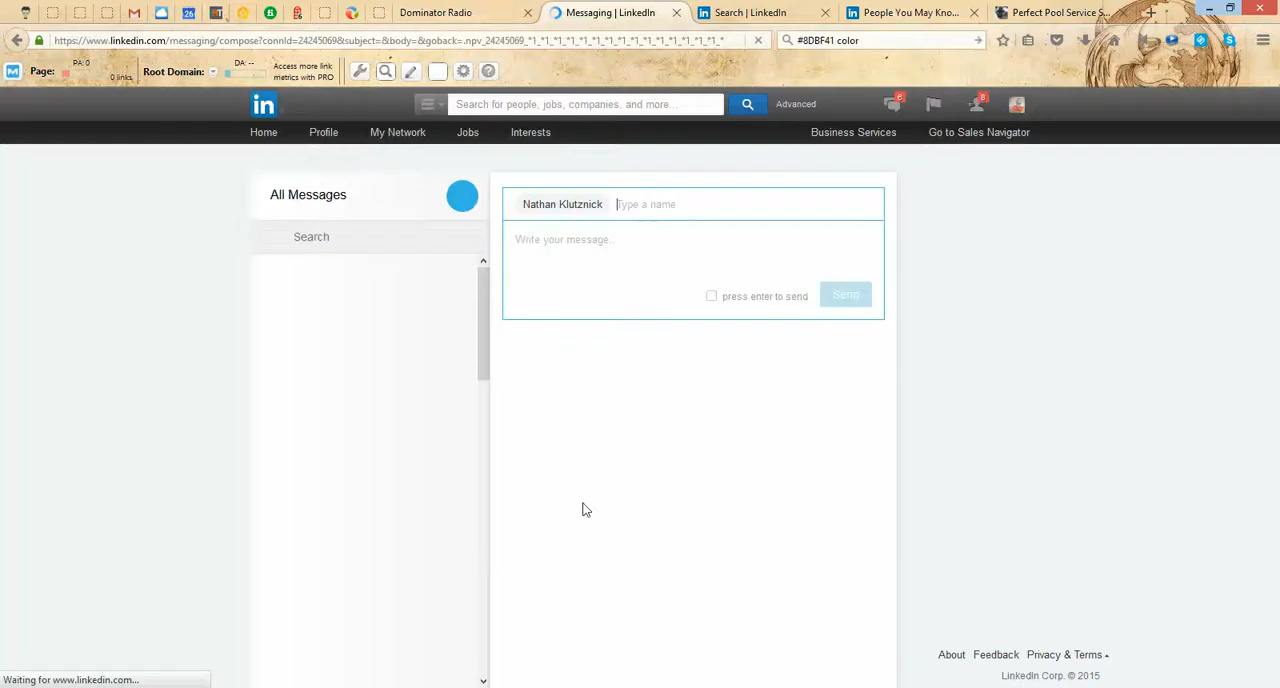 Dominator Radio
Messaging | LinkedIn
Search | LinkedIn
People You May Kno...
Perfect Pool Service S...
https://www.linkedin.com/messaging/compose?connId=24245069&subject=&body=&goback=.npv_24245069_*1_*1_*1_*1_*1_*1_*1_*1_*1_*1_*1_*1_*1_*1_*
#8DBF41 color
Page:
PA: 0
0 links
Root Domain:
DA: --
Access more link
metrics with PRO
in
Search for people, jobs, companies, and more...
Advanced
6
8
Home
Profile
My Network
Jobs
Interests
Business Services
Go to Sales Navigator
All Messages
Search
Nathan Klutznick
Type a name
Write your message..
press enter to send
Send
About
Feedback
Privacy & Terms
LinkedIn Corp. © 2015
Waiting for www.linkedin.com...